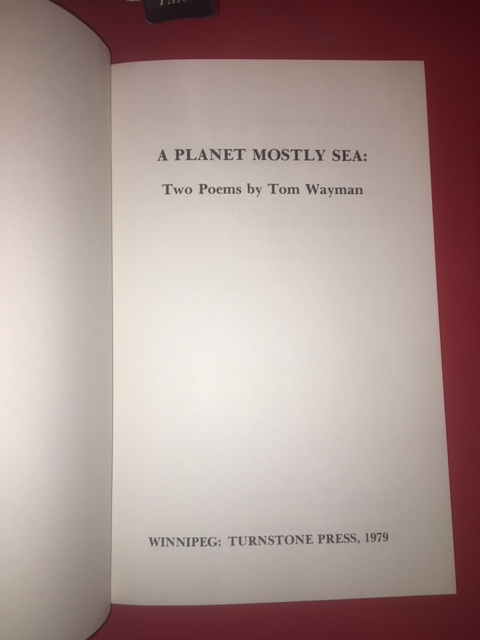 A PLANET MOSTLY SEA:
Two Poems by Tom Wayman
WINNIPEG: TURNSTONE PRESS, 1979